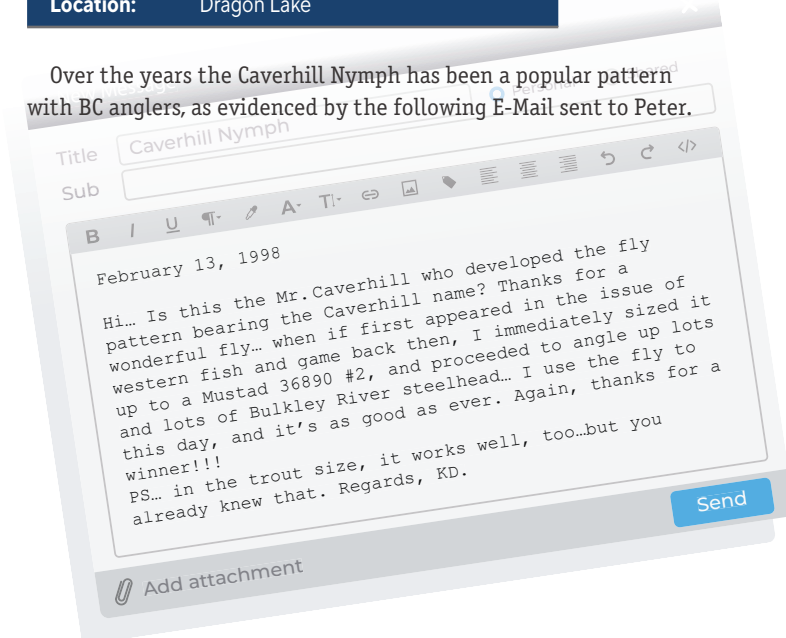 Location: Dragon Lake
Over the years the Caverhill Nymph has been a popular pattern
with BC anglers, as evidenced by the following E-Mail sent to Peter.
Message
Personal Shared
Title Caverhill Nymph
Sub
B I U ¶ A T </>
February 13, 1998
Hi… Is this the Mr. Caverhill who developed the fly
pattern bearing the Caverhill name? Thanks for a
wonderful fly… when if first appeared in the issue of
western fish and game back then, I immediately sized it
up to a Mustad 36890 #2, and proceeded to angle up lots
and lots of Bulkley River steelhead… I use the fly to
this day, and it’s as good as ever. Again, thanks for a
winner!!!
PS… in the trout size, it works well, too…but you
already knew that. Regards, KD.
Send
Add attachment